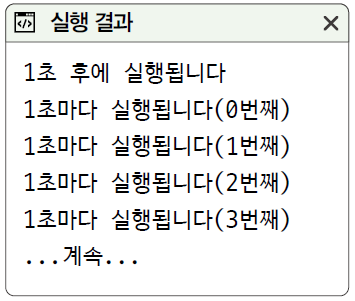 실행 결과
1초 후에 실행됩니다
1초마다 실행됩니다(0번째)
1초마다 실행됩니다(1번째)
1초마다 실행됩니다(2번째)
1초마다 실행됩니다(3번째)
...계속...